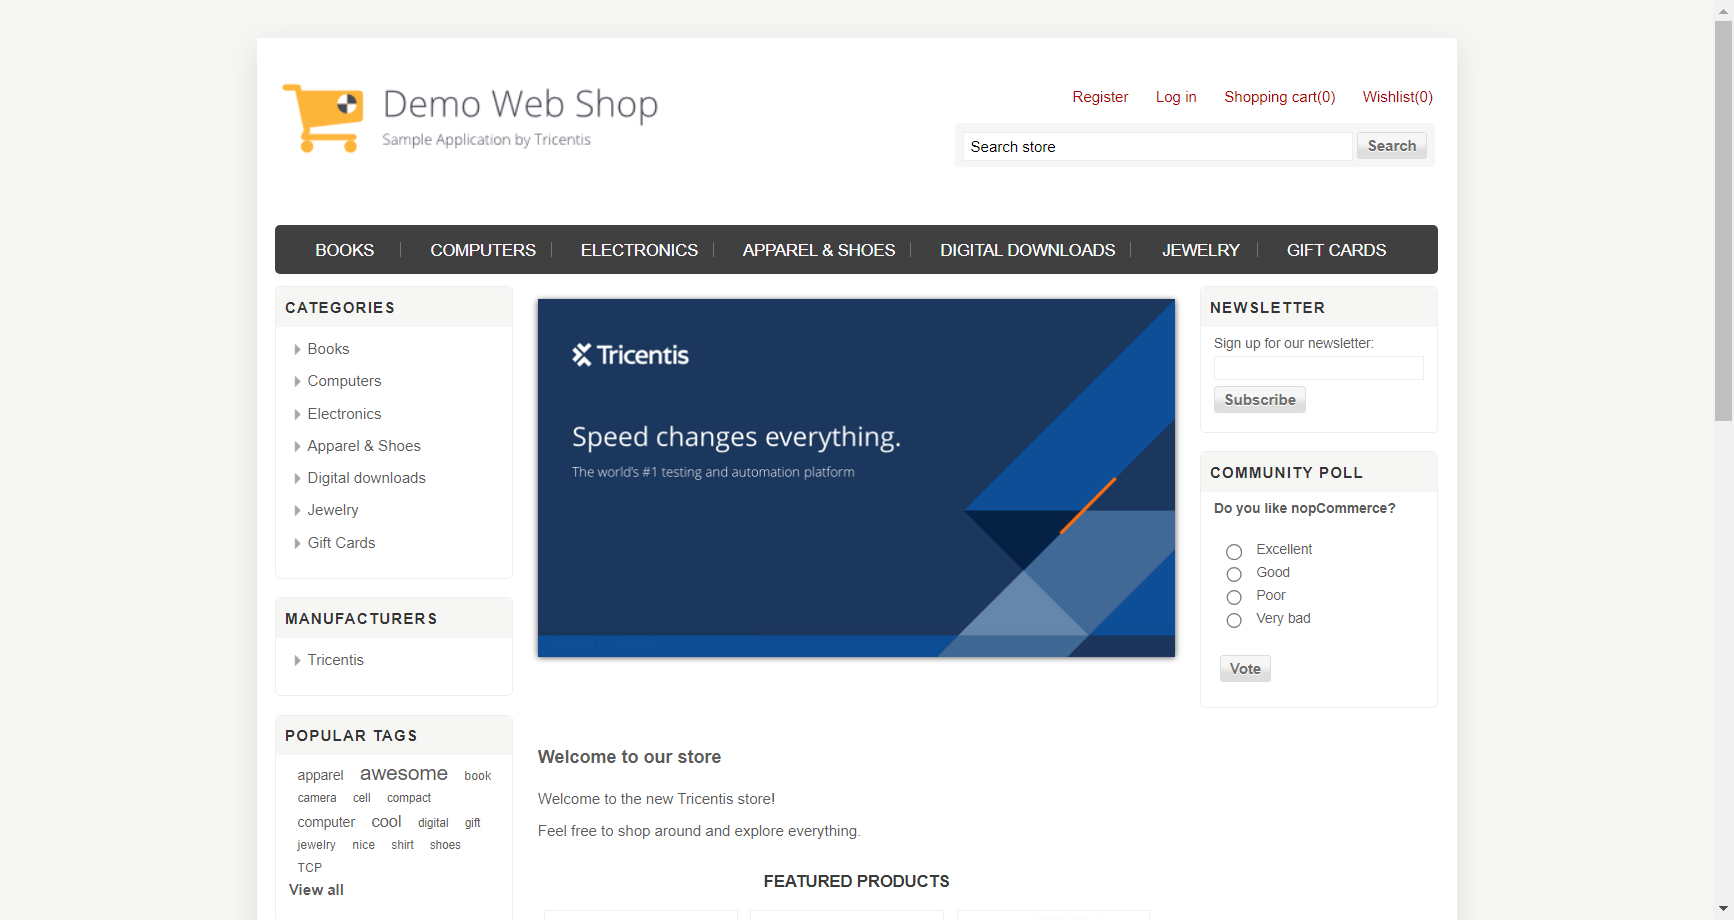 Demo Web Shop
Sample Application by Tricentis
Register Log in Shopping cart(0) Wishlist(0)
Search store Search
BOOKS COMPUTERS ELECTRONICS APPAREL & SHOES DIGITAL DOWNLOADS JEWELRY GIFT CARDS
CATEGORIES
Books
Computers
Electronics
Apparel & Shoes
Digital downloads
Jewelry
Gift Cards
MANUFACTURERS
Tricentis
POPULAR TAGS
apparel awesome book
camera cell compact
computer cool digital gift
jewelry nice shirt shoes
TCP
View all
Tricentis
Speed changes everything.
The world's #1 testing and automation platform
Welcome to our store
Welcome to the new Tricentis store!
Feel free to shop around and explore everything.
FEATURED PRODUCTS
NEWSLETTER
Sign up for our newsletter:
Subscribe
COMMUNITY POLL
Do you like nopCommerce?
Excellent
Good
Poor
Very bad
Vote